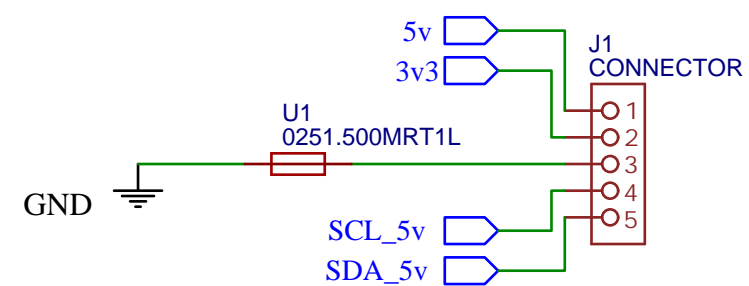 5v
3v3
J1
CONNECTOR
U1
0251.500MRT1L
GND
SCL_5v
SDA_5v
1
2
3
4
5